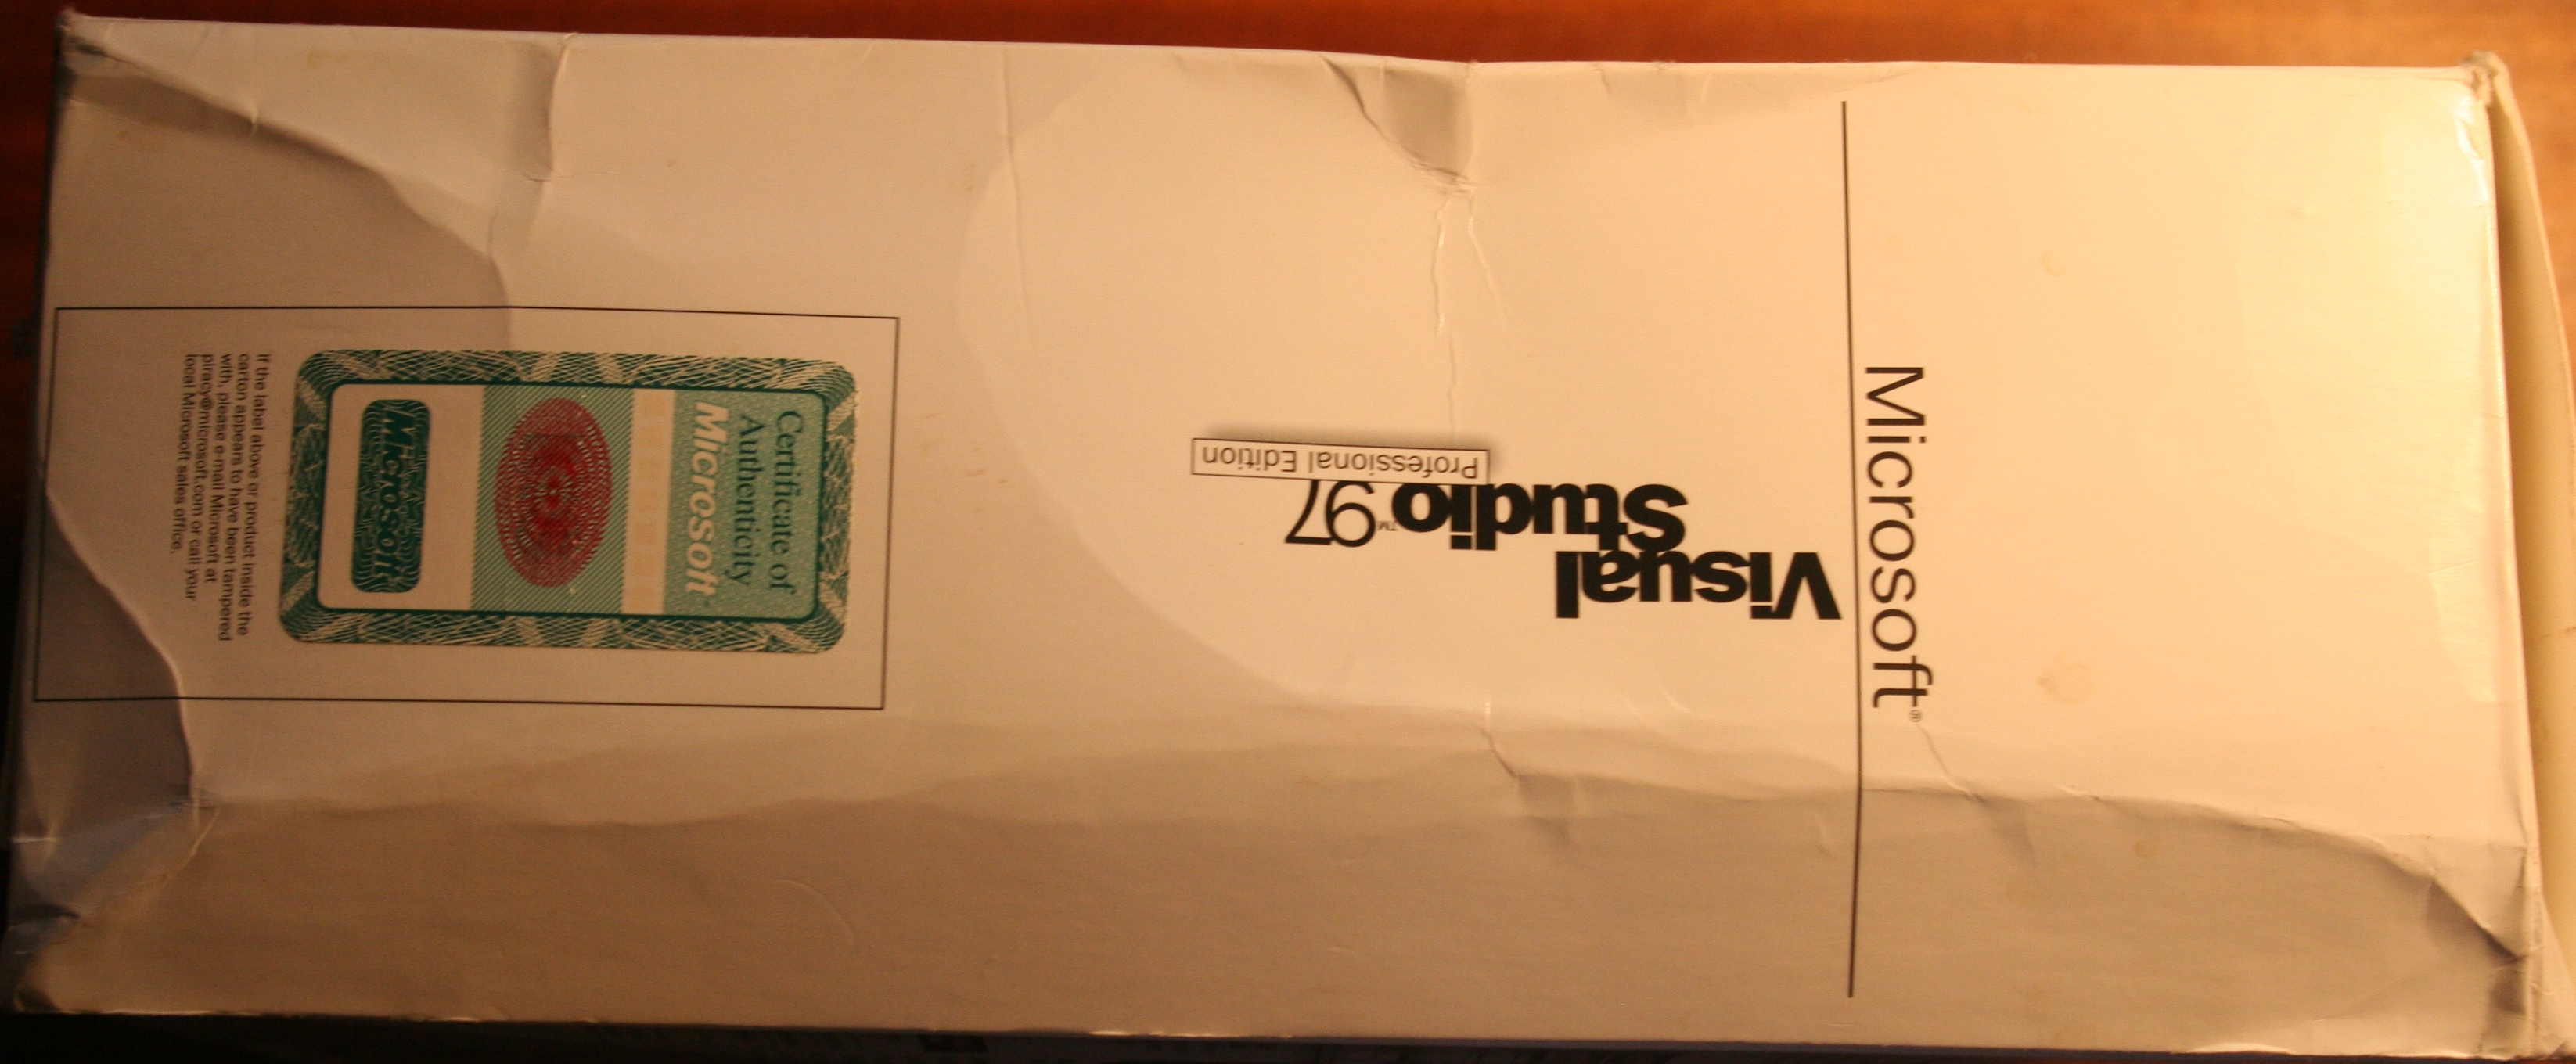 Microsoft®
Visual
Studio™97
Professional Edition
Certificate of
Authenticity
Microsoft
Microsoft
If the label above or product inside the
carton appears to have been tampered
with, please e-mail Microsoft at
piracy@microsoft.com or call your
local Microsoft sales office.